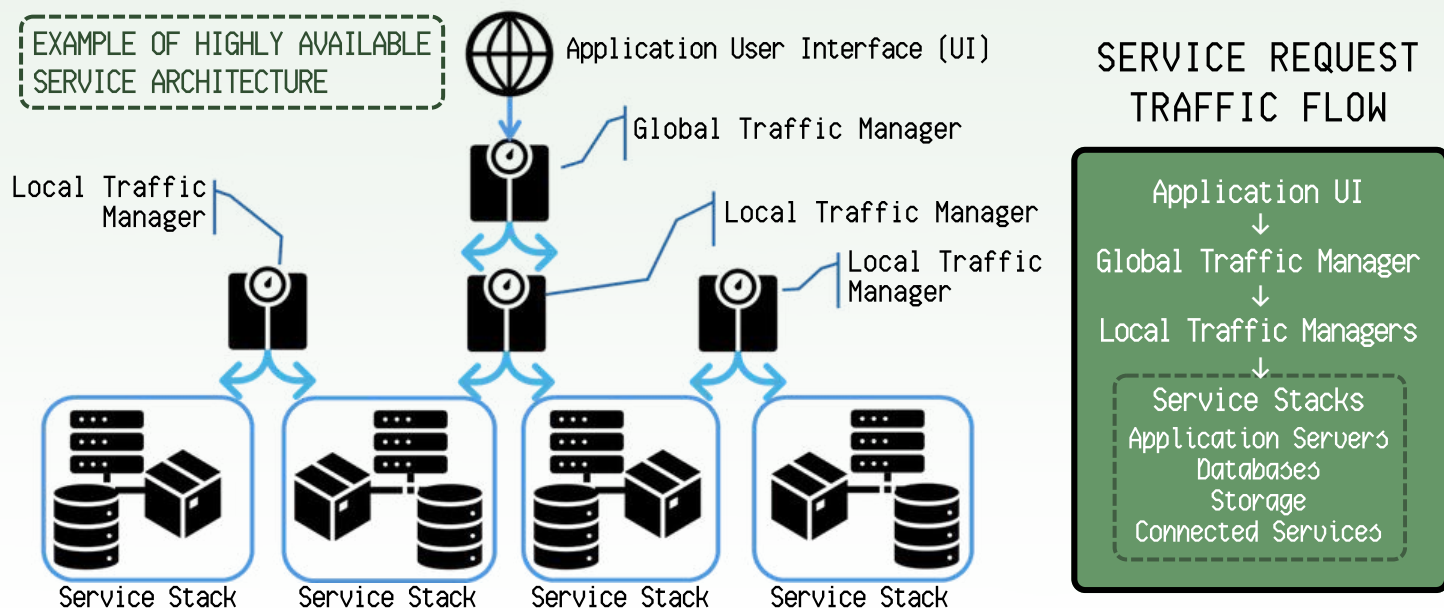 EXAMPLE OF HIGHLY AVAILABLE
SERVICE ARCHITECTURE
Application User Interface (UI)
Global Traffic Manager
Local Traffic
Manager
Local Traffic Manager
Local Traffic
Manager
Service Stack
Service Stack
Service Stack
Service Stack
SERVICE REQUEST
TRAFFIC FLOW
Application UI
↓
Global Traffic Manager
↓
Local Traffic Managers
↓
Service Stacks
Application Servers
Databases
Storage
Connected Services